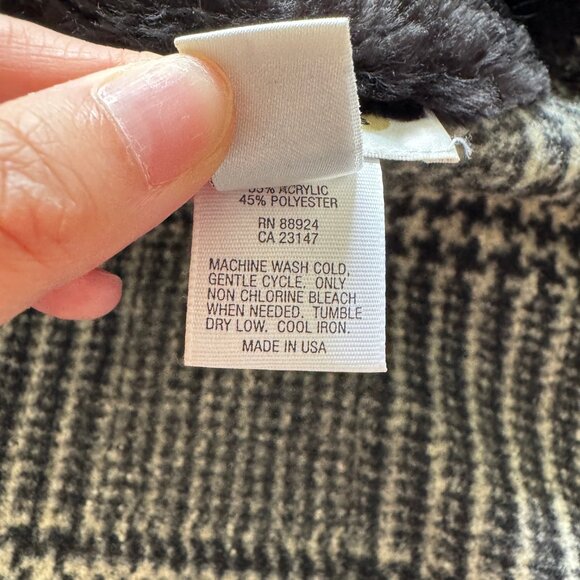 55% ACRYLIC
45% POLYESTER
RN 88924
CA 23147
MACHINE WASH COLD,
GENTLE CYCLE. ONLY
NON CHLORINE BLEACH
WHEN NEEDED. TUMBLE
DRY LOW. COOL IRON.
MADE IN USA